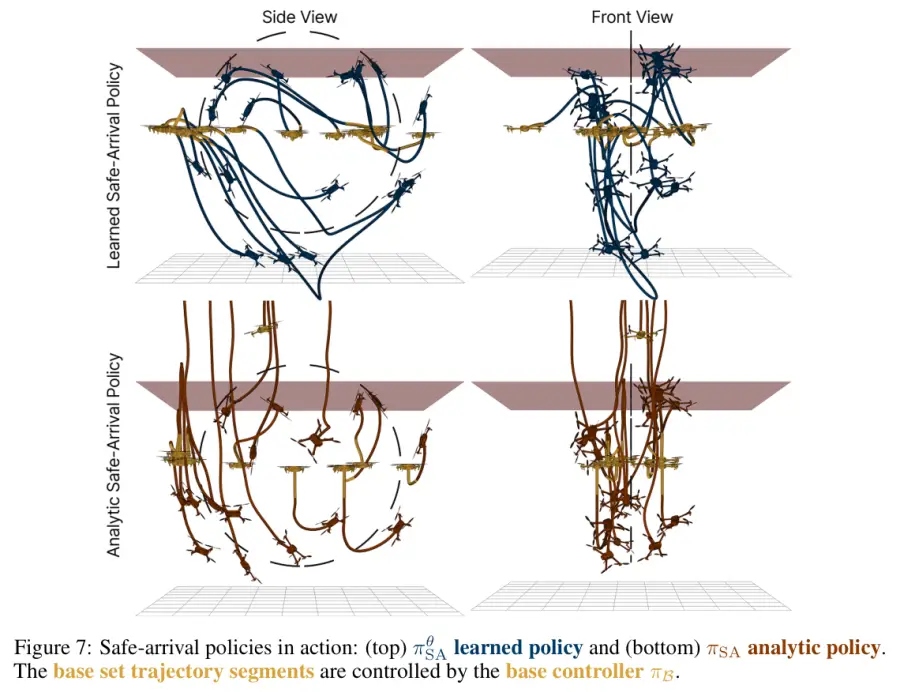 Side View
Front View
Learned Safe-Arrival Policy
Analytic Safe-Arrival Policy
Figure 7: Safe-arrival policies in action: (top) π^θ_SA learned policy and (bottom) π_SA analytic policy.
The base set trajectory segments are controlled by the base controller π_ℬ.